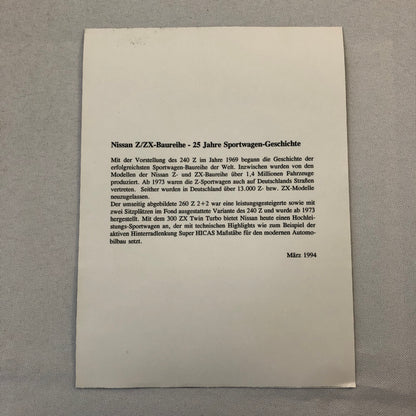 Nissan Z/ZX-Baureihe - 25 Jahre Sportwagen-Geschichte
Mit der Vorstellung des 240 Z im Jahre 1969 begann die Geschichte der
erfolgreichsten Sportwagen-Baureihe der Welt. Inzwischen wurden von
den Modellen der Nissan Z- und ZX-Baureihe über 1,4 Millionen Fahrzeuge
produziert. Ab 1973 waren die Z-Sportwagen auch auf Deutschlands Straßen
vertreten. Seither wurden in Deutschland über 13.000 Z- bzw. ZX-Modelle
neuzugelassen.
Der umseitig abgebildete 260 Z 2+2 war eine leistungsgesteigerte sowie mit
zwei Sitzplätzen im Fond ausgestattete Variante des 240 Z und wurde ab 1973
hergestellt. Mit dem 300 ZX Twin Turbo bietet Nissan heute einen Hochlei-
stungs-Sportwagen an, der mit technischen Highlights wie zum Beispiel der
aktiven Hinterradlenkung Super HICAS Maßstäbe für den modernen Automo-
bilbau setzt.
März 1994